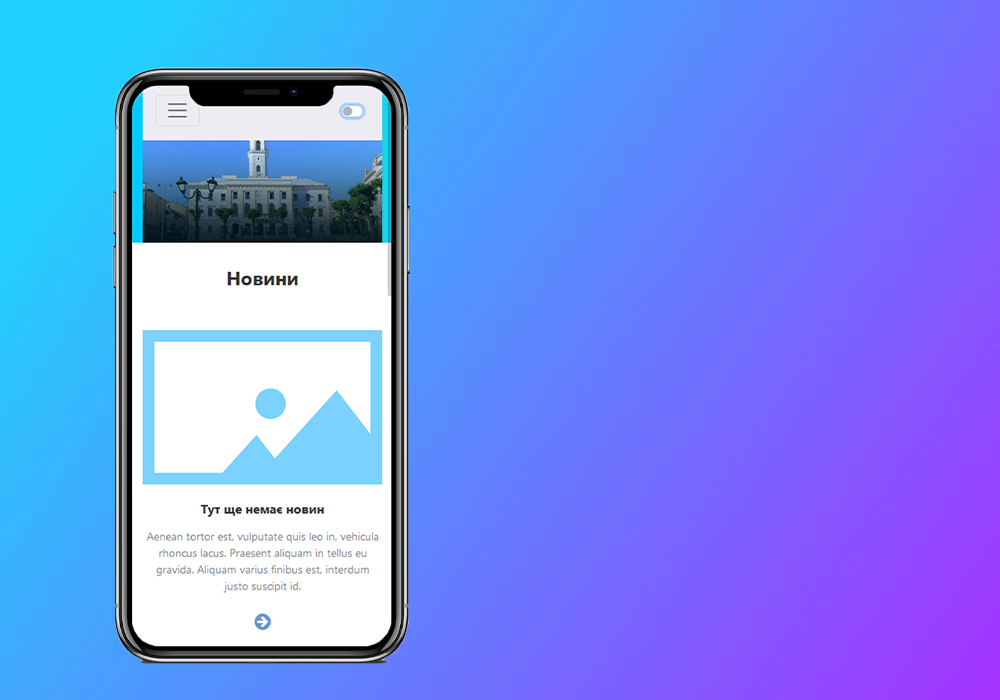 Новини
Тут ще немає новин
Aenean tortor est, vulputate quis leo in, vehicula
rhoncus lacus. Praesent aliquam in tellus eu
gravida. Aliquam varius finibus est, interdum
justo suscipit id.